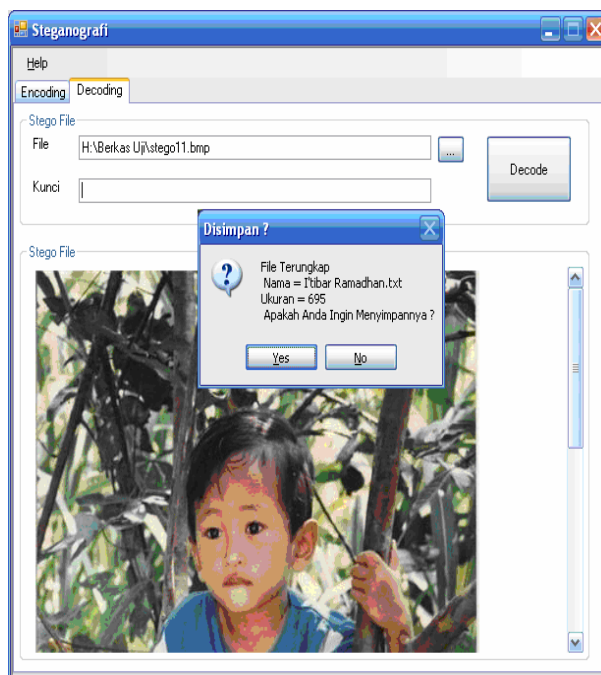 Steganografi
Help
Encoding Decoding
Stego File
File H:\Berkas Uji\stego11.bmp ...
Decode
Kunci
Disimpan ?
File Terungkap
Nama = I'tibar Ramadhan.txt
Ukuran = 695
Apakah Anda Ingin Menyimpannya ?
Yes No
Stego File